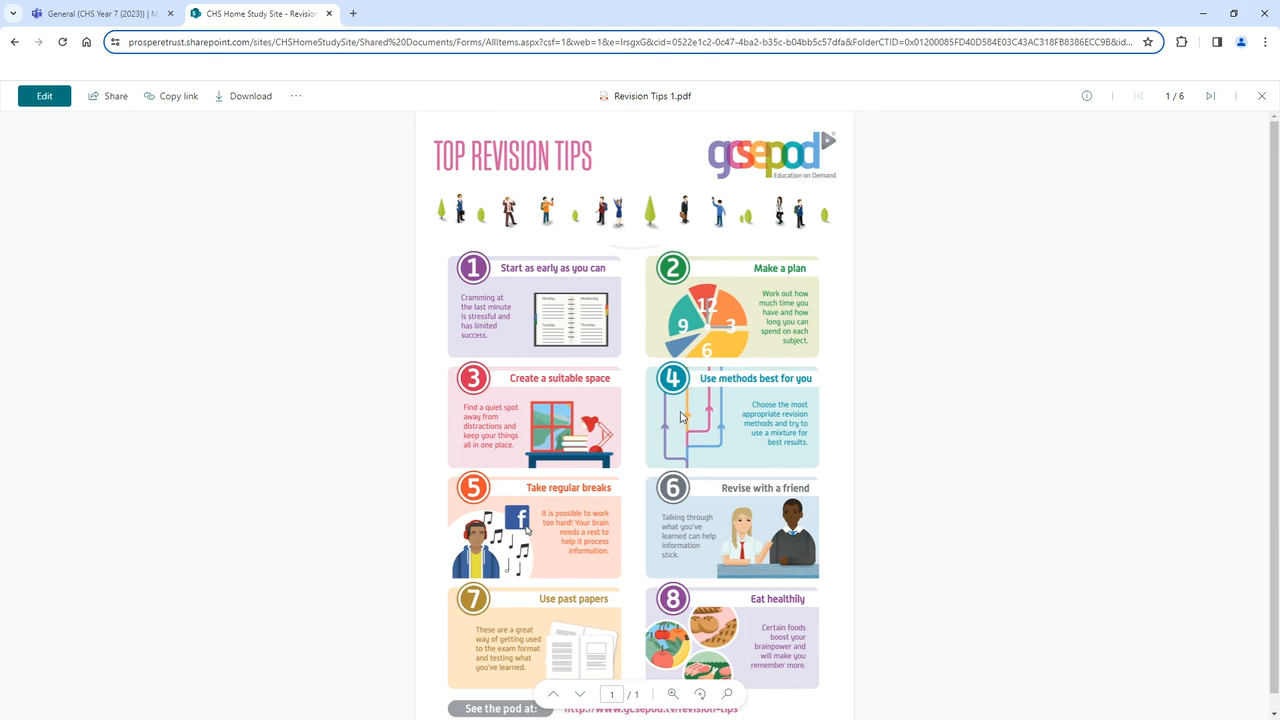 General (CHS Year 7 (2023)) | M
CHS Home Study Site - Revision
prosperetrust.sharepoint.com/sites/CHSHomeStudySite/Shared%20Documents/Forms/AllItems.aspx?csf=1&web=1&e=IrsgxG&cid=0522e1c2-0c47-4ba2-b35c-b04bb5c57dfa&FolderCTID=0x01200085FD40D584E03C43AC318FB8386ECC9B&id...
Edit
Share
Copy link
Download
Revision Tips 1.pdf
1 / 6
TOP REVISION TIPS
gcsepod
Education on Demand
1
Start as early as you can
Cramming at
the last minute
is stressful and
has limited
success.
Monday
Wednesday
Tuesday
Thursday
2
Make a plan
12
3
6
9
Work out how
much time you
have and how
long you can
spend on each
subject.
3
Create a suitable space
Find a quiet spot
away from
distractions and
keep your things
all in one place.
4
Use methods best for you
Choose the most
appropriate revision
methods and try to
use a mixture for
best results.
5
Take regular breaks
f
It is possible to work
too hard! Your brain
needs a rest to
help it process
information.
6
Revise with a friend
Talking through
what you've
learned can help
information
stick.
7
Use past papers
These are a great
way of getting used
to the exam format
and testing what
you've learned.
8
Eat healthily
Certain foods
boost your
brainpower and
will make you
remember more.
1 / 1
See the pod at:
http://www.gcsepod.tv/revision-tips